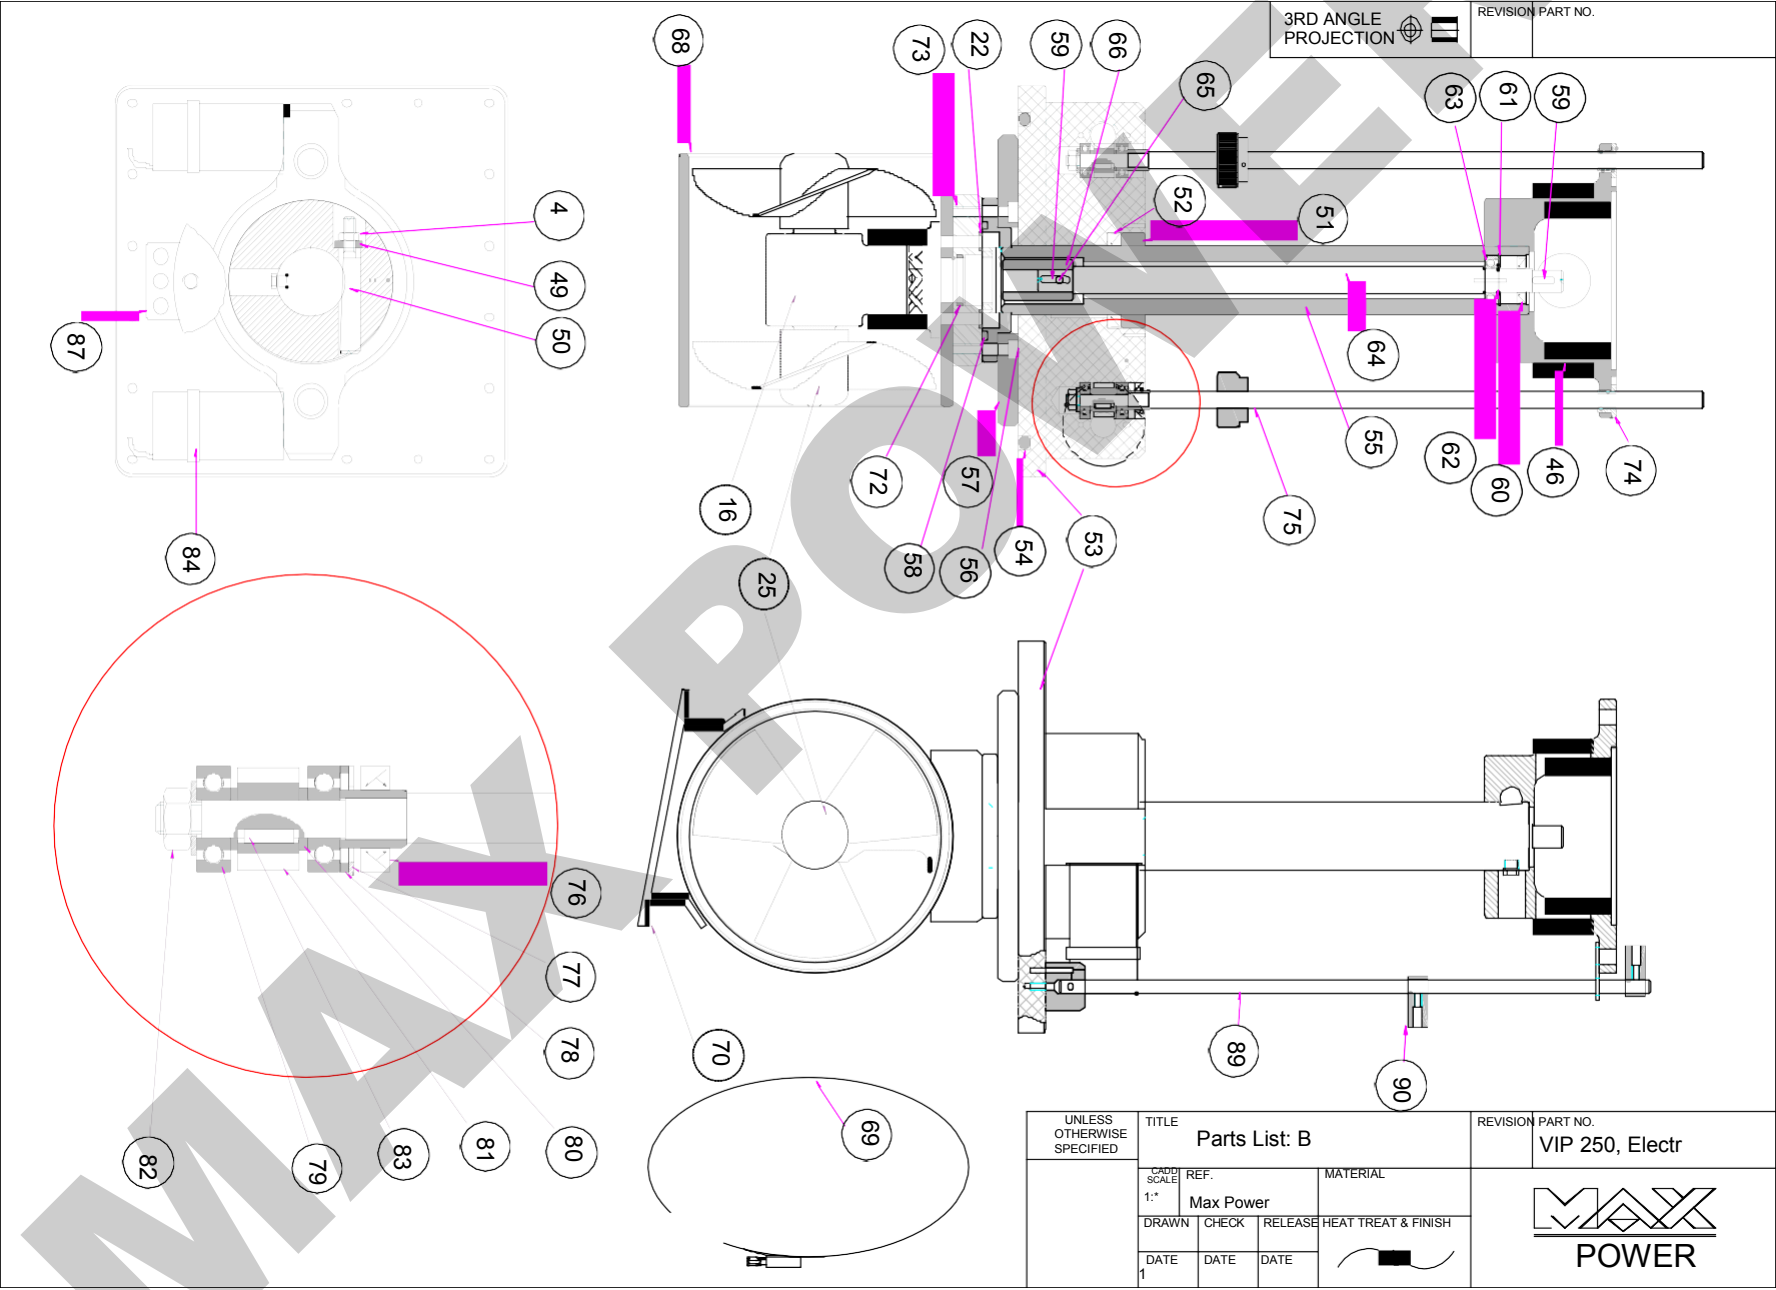 3RD ANGLE
PROJECTION
REVISION PART NO.
68
73
22
59
66
65
63
61
59
4
49
50
87
84
52
51
64
55
16
72
57
58
56
54
53
75
62
60
46
74
25
76
77
78
80
81
83
79
82
70
69
89
90
MAX POWER
UNLESS
OTHERWISE
SPECIFIED
TITLE
Parts List: B
REVISION PART NO.
VIP 250, Electr
CADD
SCALE
1:*
REF.
Max Power
MATERIAL
DRAWN CHECK RELEASE HEAT TREAT & FINISH
DATE DATE DATE
1
MAX
POWER